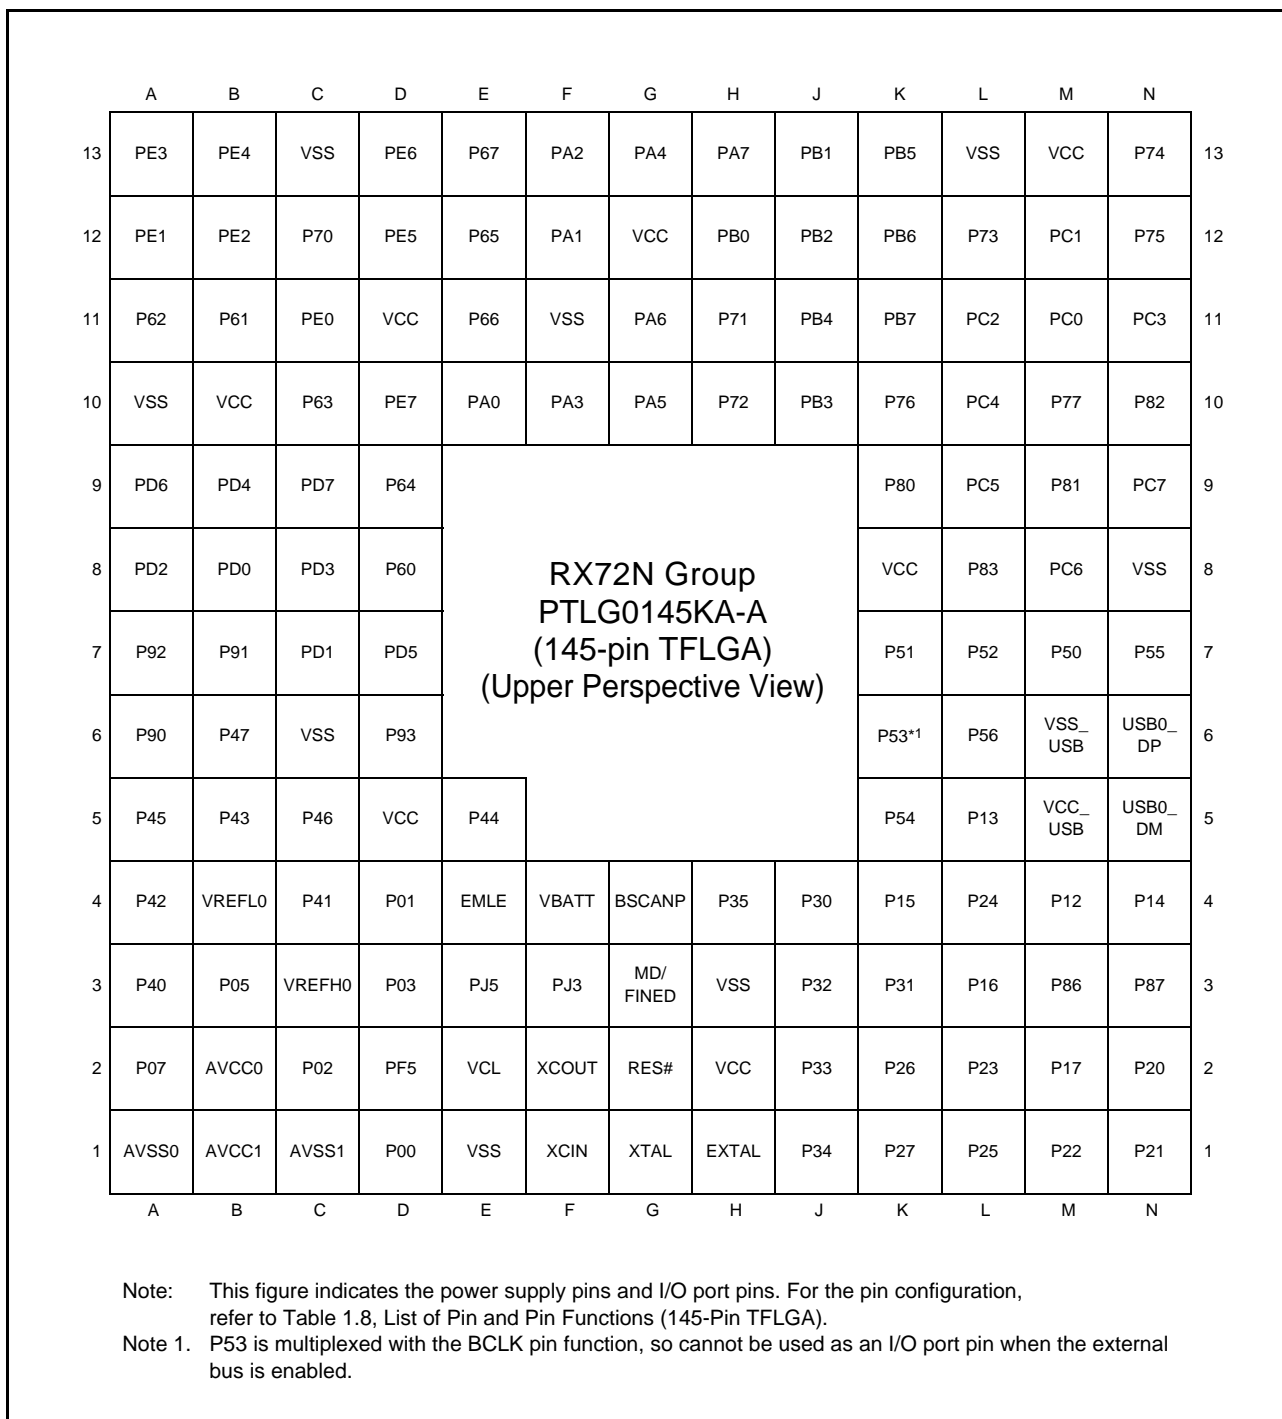 A B C D E F G H J K L M N
13 PE3 PE4 VSS PE6 P67 PA2 PA4 PA7 PB1 PB5 VSS VCC P74 13
12 PE1 PE2 P70 PE5 P65 PA1 VCC PB0 PB2 PB6 P73 PC1 P75 12
11 P62 P61 PE0 VCC P66 VSS PA6 P71 PB4 PB7 PC2 PC0 PC3 11
10 VSS VCC P63 PE7 PA0 PA3 PA5 P72 PB3 P76 PC4 P77 P82 10
9 PD6 PD4 PD7 P64 P80 PC5 P81 PC7 9
8 PD2 PD0 PD3 P60 VCC P83 PC6 VSS 8
7 P92 P91 PD1 PD5 P51 P52 P50 P55 7
6 P90 P47 VSS P93 P53*1 P56 VSS_USB USB0_DP 6
5 P45 P43 P46 VCC P44 P54 P13 VCC_USB USB0_DM 5
RX72N Group
PTLG0145KA-A
(145-pin TFLGA)
(Upper Perspective View)
4 P42 VREFL0 P41 P01 EMLE VBATT BSCANP P35 P30 P15 P24 P12 P14 4
3 P40 P05 VREFH0 P03 PJ5 PJ3 MD/FINED VSS P32 P31 P16 P86 P87 3
2 P07 AVCC0 P02 PF5 VCL XCOUT RES# VCC P33 P26 P23 P17 P20 2
1 AVSS0 AVCC1 AVSS1 P00 VSS XCIN XTAL EXTAL P34 P27 P25 P22 P21 1
A B C D E F G H J K L M N
Note: This figure indicates the power supply pins and I/O port pins. For the pin configuration,
refer to Table 1.8, List of Pin and Pin Functions (145-Pin TFLGA).
Note 1. P53 is multiplexed with the BCLK pin function, so cannot be used as an I/O port pin when the external
bus is enabled.